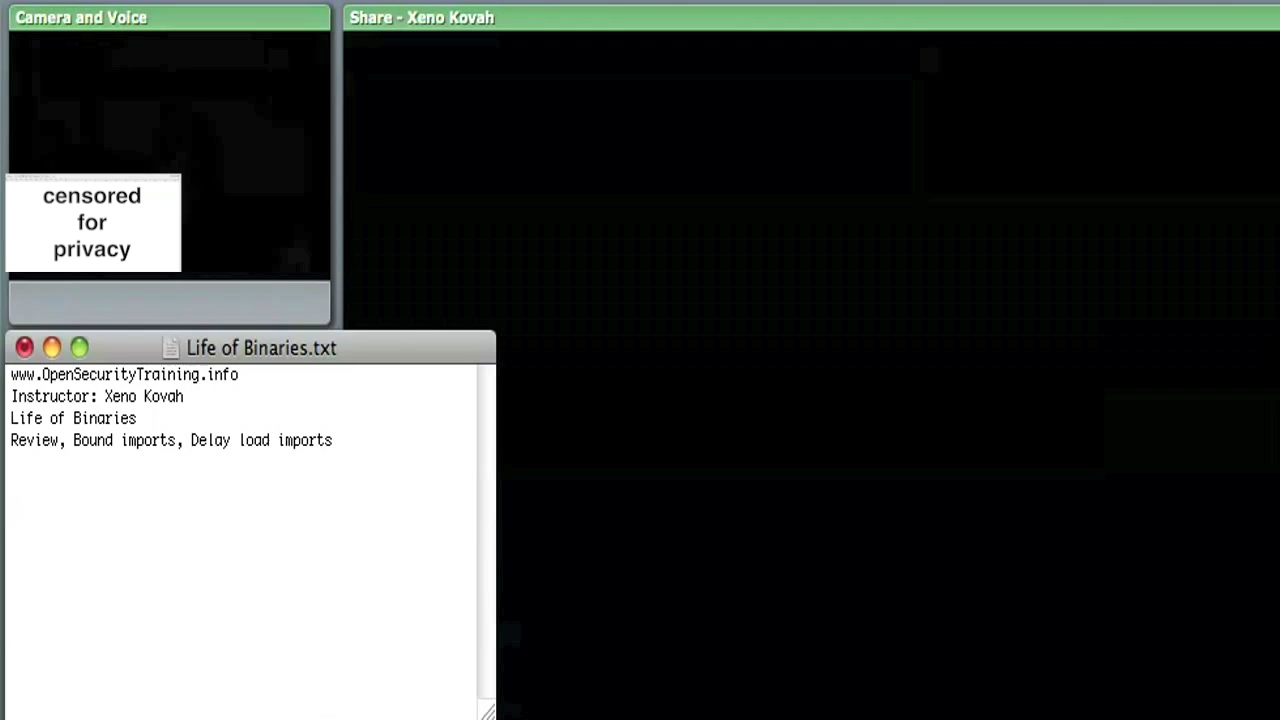 Camera and Voice
Share - Xeno Kovah
censored
for
privacy
Life of Binaries.txt
www.OpenSecurityTraining.info
Instructor: Xeno Kovah
Life of Binaries
Review, Bound imports, Delay load imports